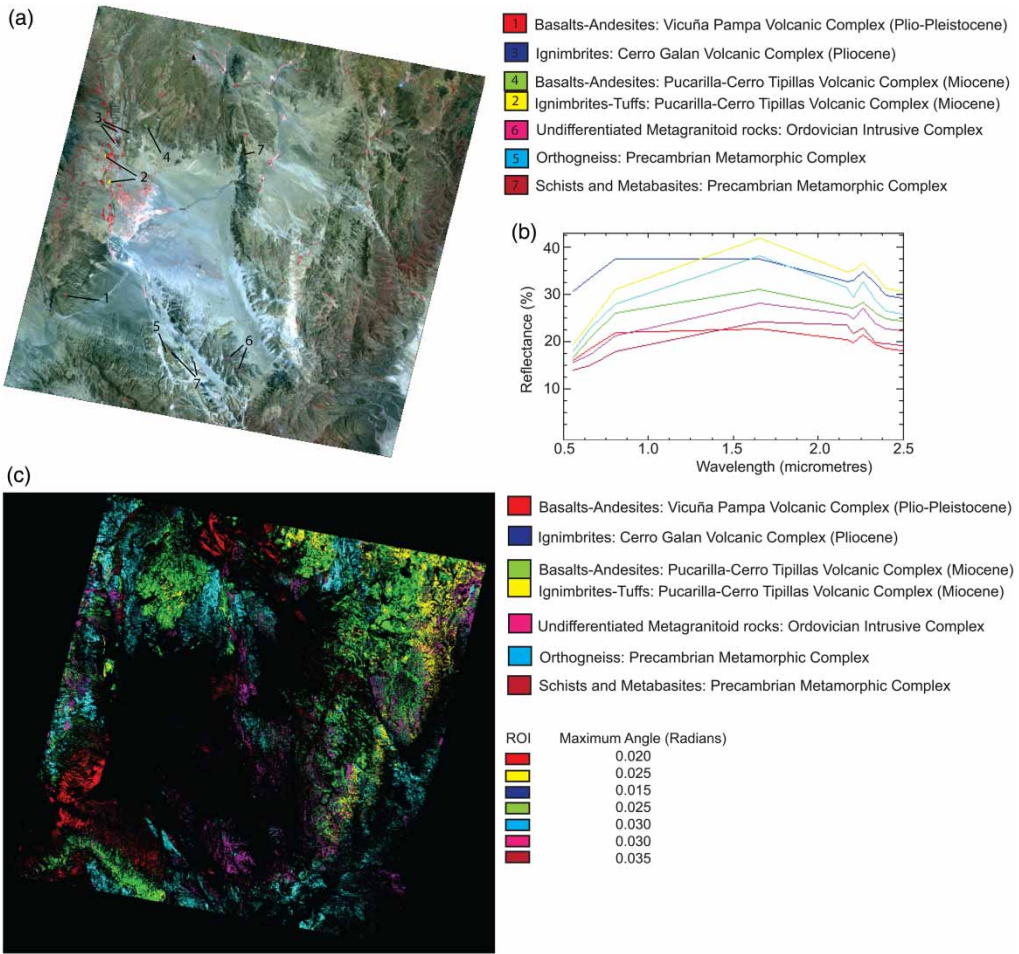 (a)
3
4
7
2
1
5
7
6
1 Basalts-Andesites: Vicuña Pampa Volcanic Complex (Plio-Pleistocene)
3 Ignimbrites: Cerro Galan Volcanic Complex (Pliocene)
4 Basalts-Andesites: Pucarilla-Cerro Tipillas Volcanic Complex (Miocene)
2 Ignimbrites-Tuffs: Pucarilla-Cerro Tipillas Volcanic Complex (Miocene)
6 Undifferentiated Metagranitoid rocks: Ordovician Intrusive Complex
5 Orthogneiss: Precambrian Metamorphic Complex
7 Schists and Metabasites: Precambrian Metamorphic Complex
(b)
Reflectance (%)
40
30
20
10
0.5 1.0 1.5 2.0 2.5
Wavelength (micrometres)
(c)
Basalts-Andesites: Vicuña Pampa Volcanic Complex (Plio-Pleistocene)
Ignimbrites: Cerro Galan Volcanic Complex (Pliocene)
Basalts-Andesites: Pucarilla-Cerro Tipillas Volcanic Complex (Miocene)
Ignimbrites-Tuffs: Pucarilla-Cerro Tipillas Volcanic Complex (Miocene)
Undifferentiated Metagranitoid rocks: Ordovician Intrusive Complex
Orthogneiss: Precambrian Metamorphic Complex
Schists and Metabasites: Precambrian Metamorphic Complex
ROI Maximum Angle (Radians)
0.020
0.025
0.015
0.025
0.030
0.030
0.035